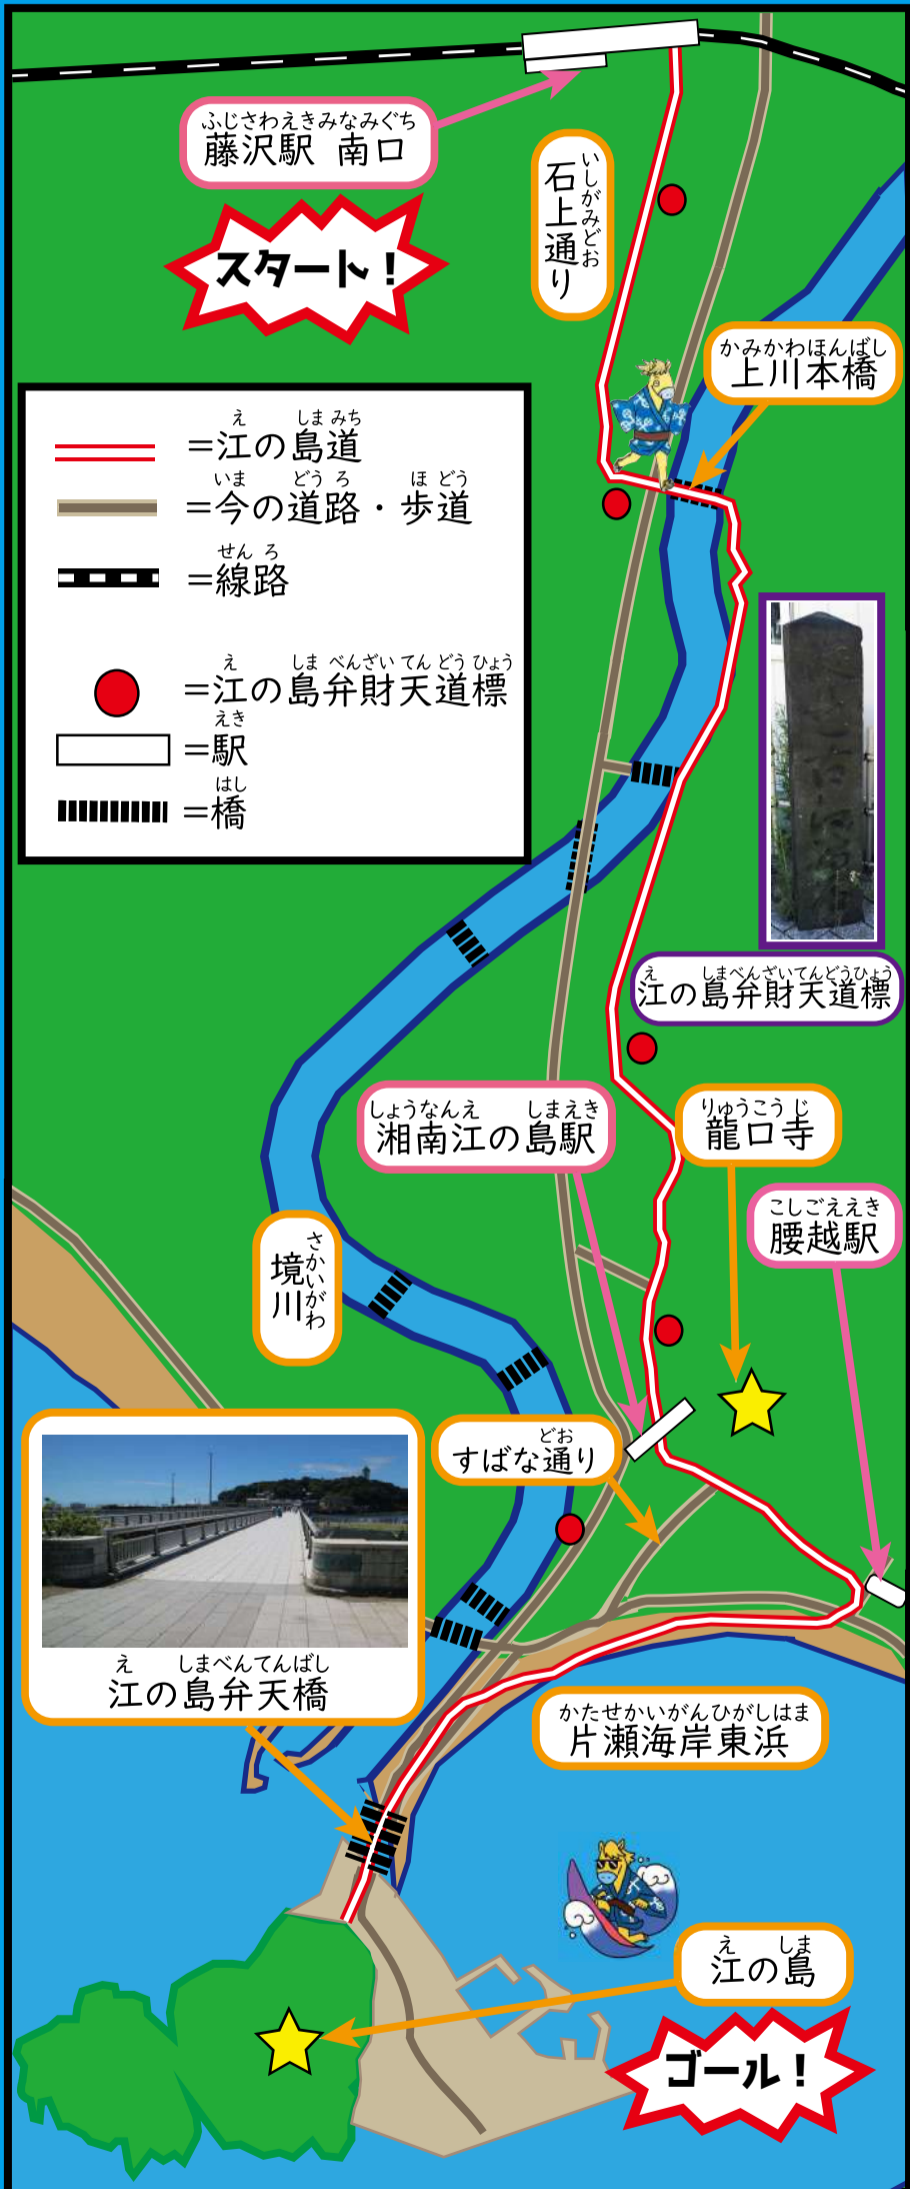 ふじさわえきみなみぐち
藤沢駅 南口
スタート！
いしがみどお
石上通り
かみかわほんばし
上川本橋
え しまみち
=江の島道
いま どうろ ほどう
=今の道路・歩道
せんろ
=線路
え しまべんざいてんどうひょう
=江の島弁財天道標
えき
=駅
はし
=橋
え しまべんざいてんどうひょう
江の島弁財天道標
しょうなんえ しまえき
湘南江の島駅
りゅうこうじ
龍口寺
こしごええき
腰越駅
さかいがわ
境川
どお
すばな通り
え しまべんてんばし
江の島弁天橋
かたせかいがんひがしはま
片瀬海岸東浜
え しま
江の島
ゴール！